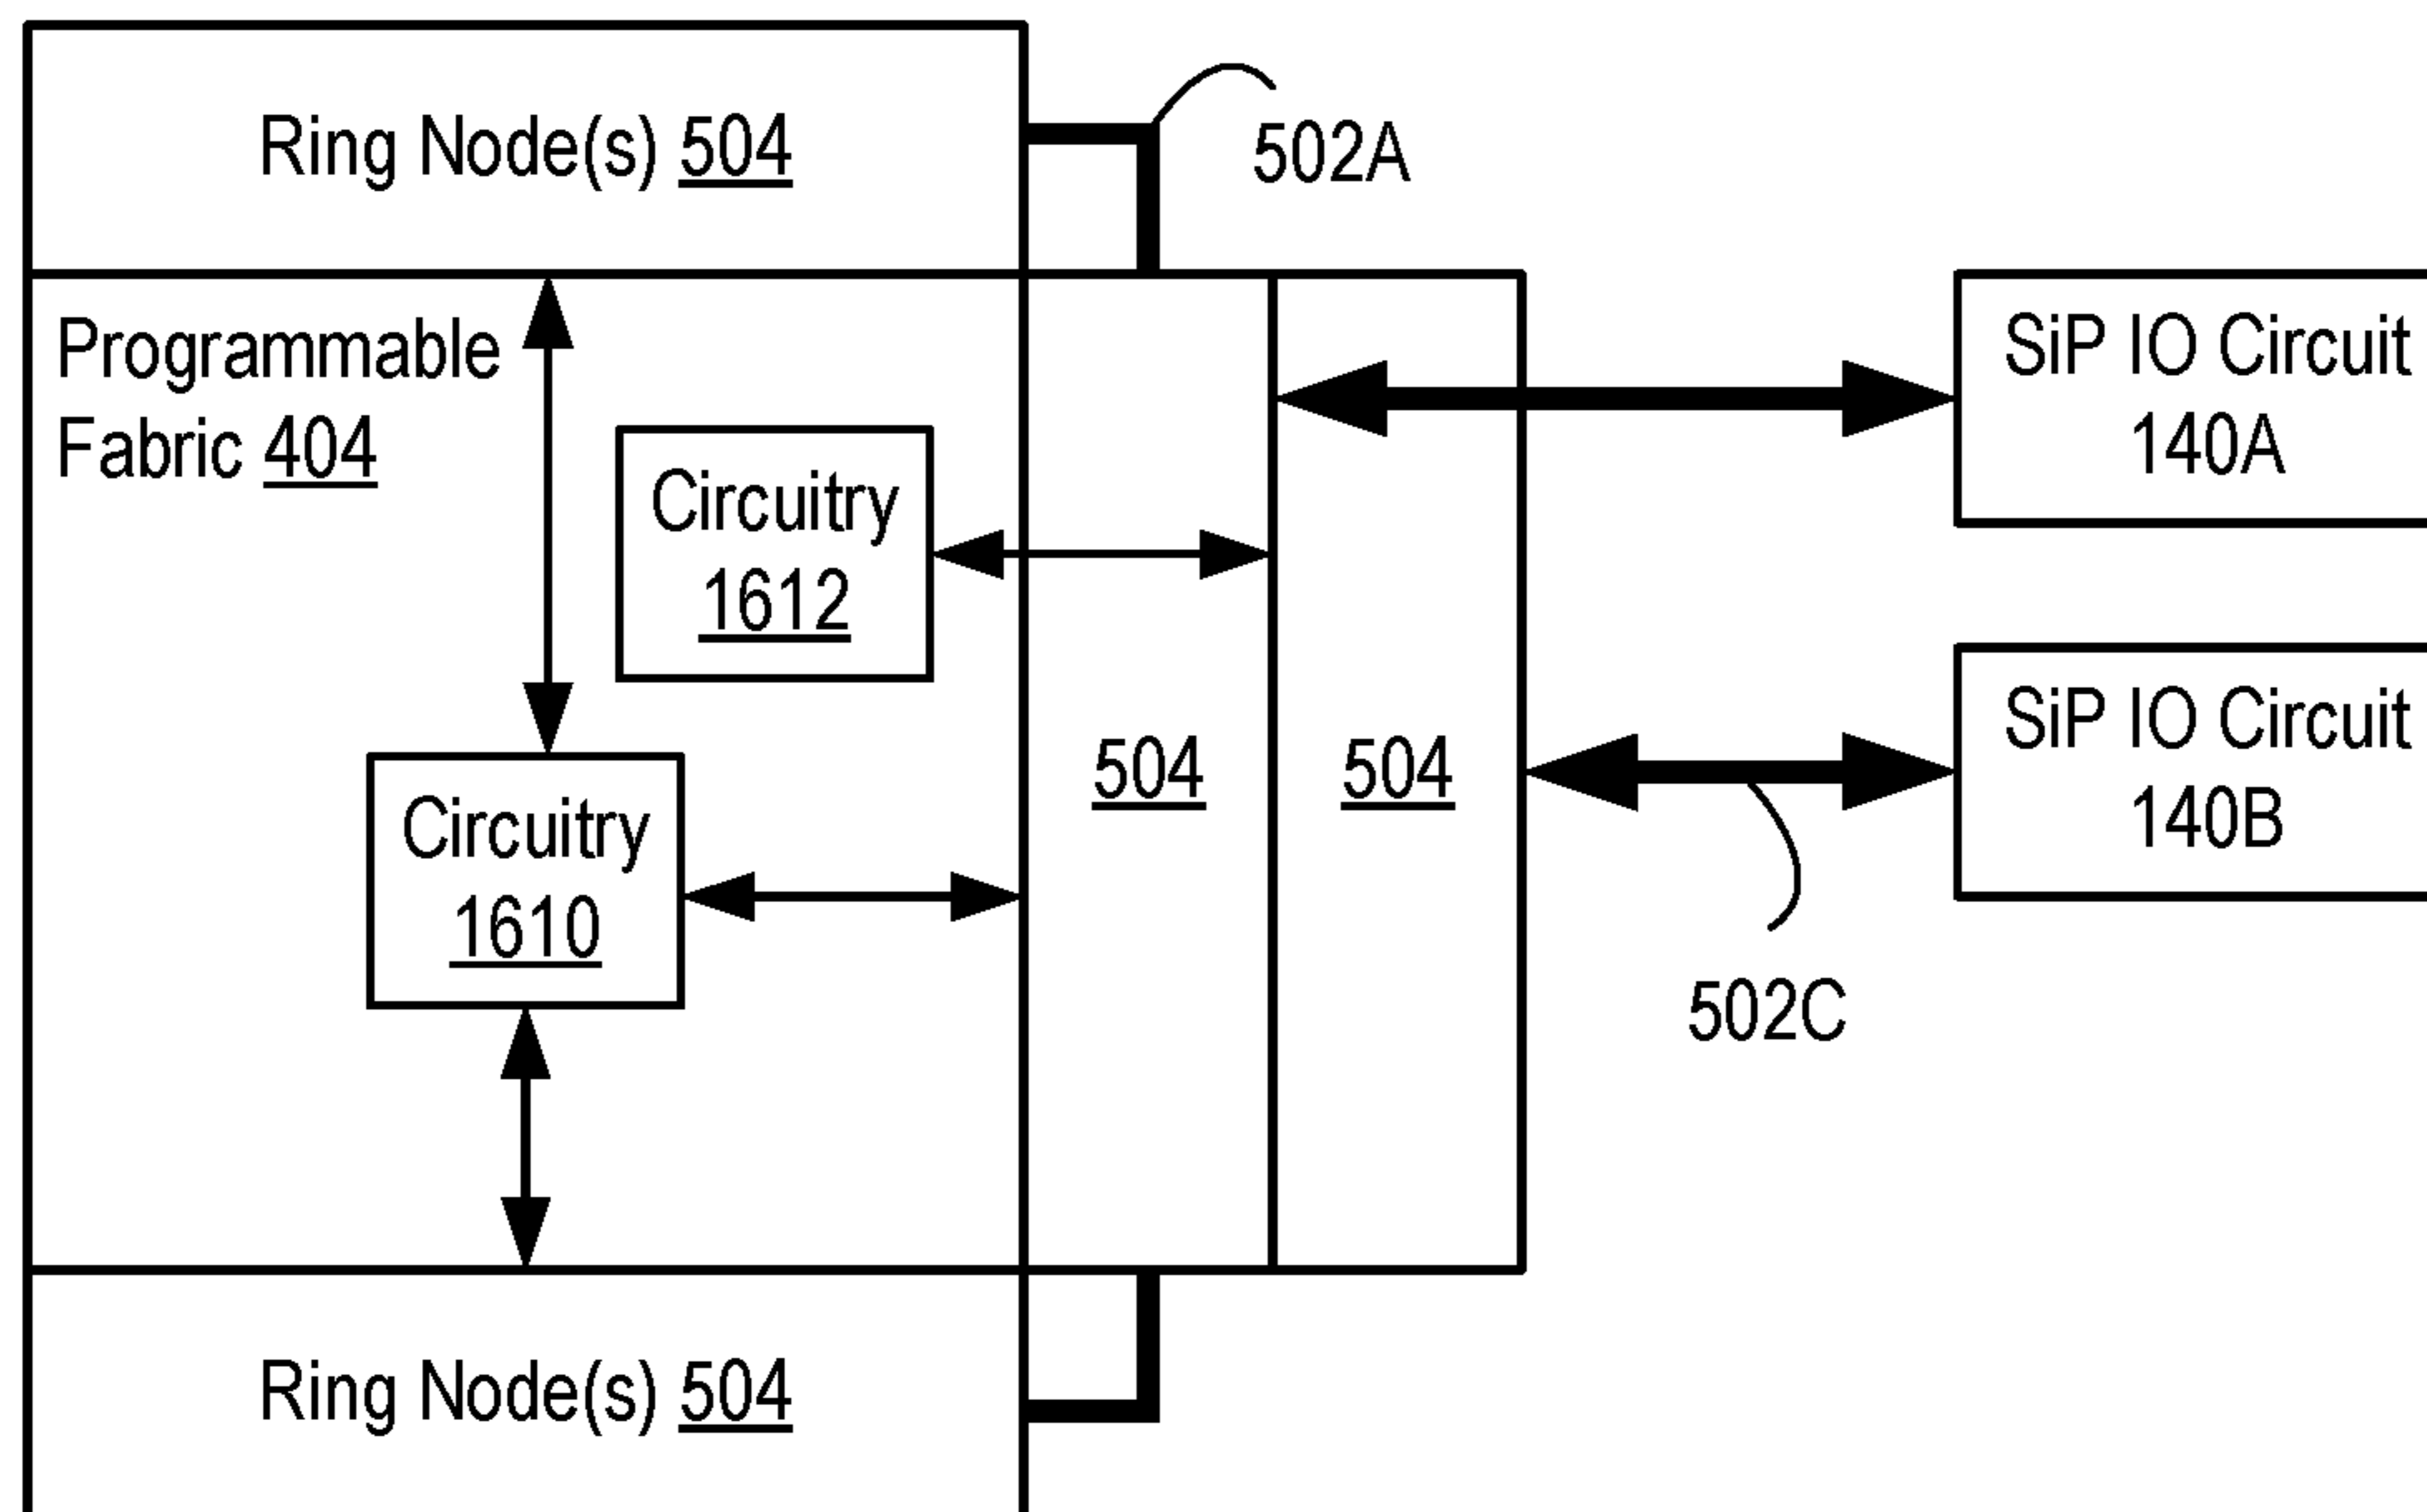 Ring Node(s) 504
502A
Programmable
Fabric 404
Circuitry
1612
SiP IO Circuit
140A
504
504
SiP IO Circuit
140B
Circuitry
1610
502C
Ring Node(s) 504